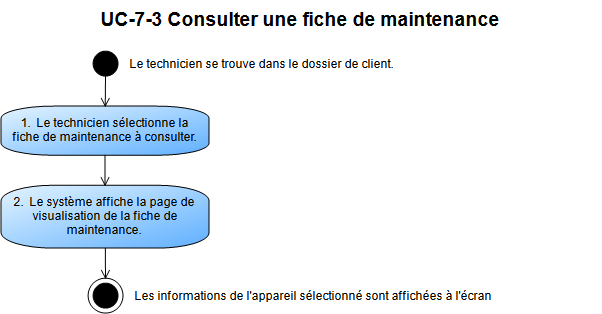 UC-7-3 Consulter une fiche de maintenance
Le technicien se trouve dans le dossier de client.
1. Le technicien sélectionne la
fiche de maintenance à consulter.
2. Le système affiche la page de
visualisation de la fiche de
maintenance.
Les informations de l'appareil sélectionné sont affichées à l'écran